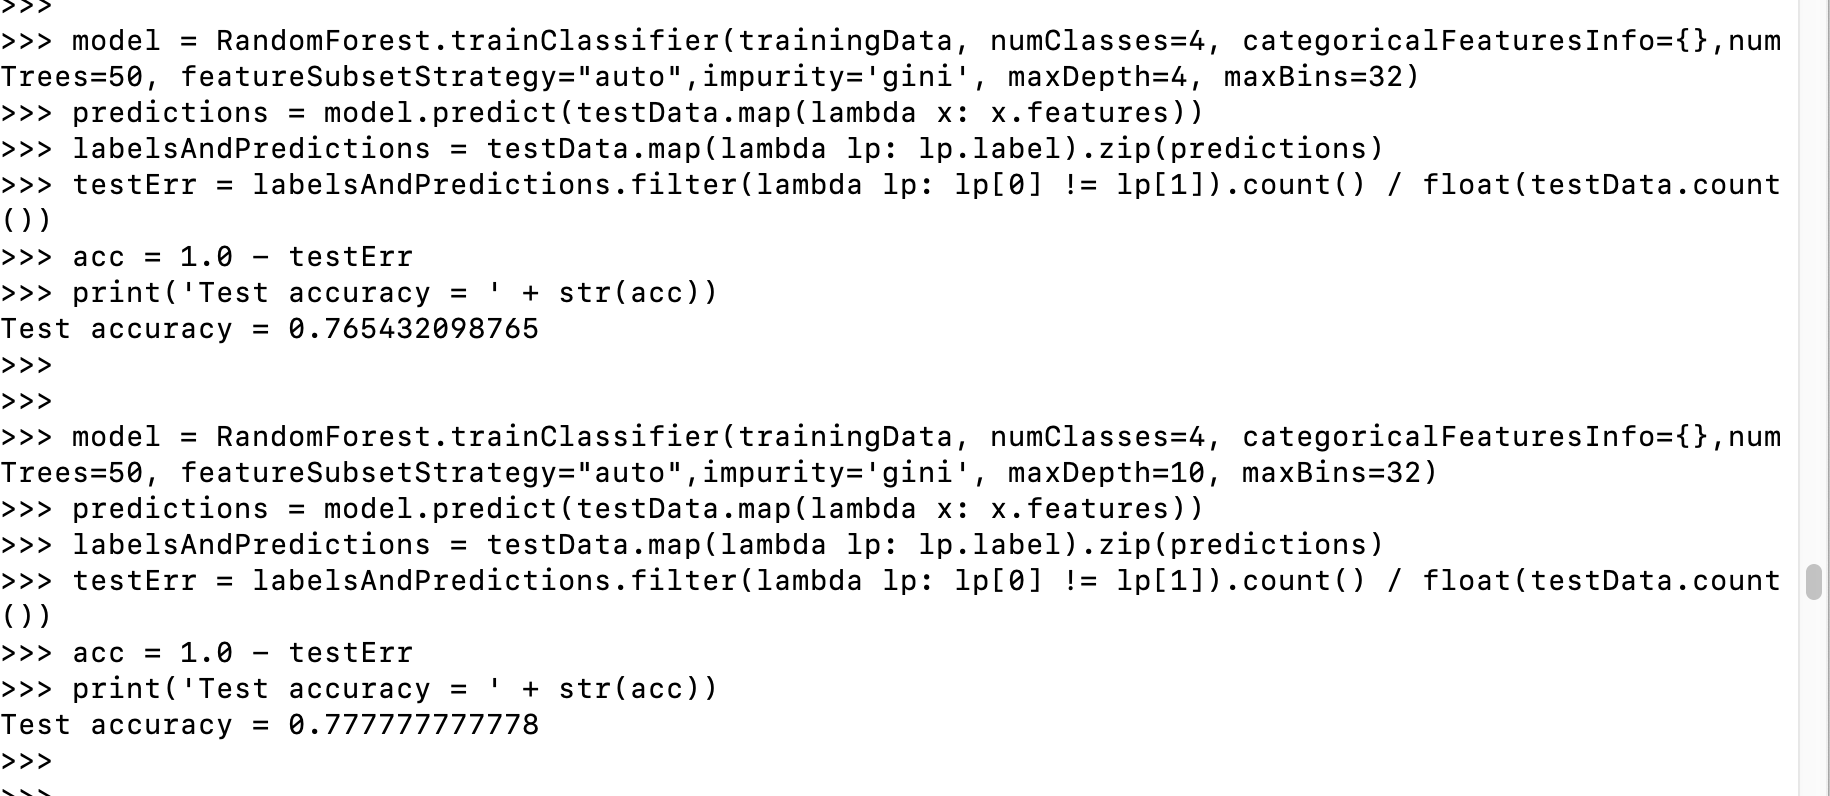 >>>
>>> model = RandomForest.trainClassifier(trainingData, numClasses=4, categoricalFeaturesInfo={},num
Trees=50, featureSubsetStrategy="auto",impurity='gini', maxDepth=4, maxBins=32)
>>> predictions = model.predict(testData.map(lambda x: x.features))
>>> labelsAndPredictions = testData.map(lambda lp: lp.label).zip(predictions)
>>> testErr = labelsAndPredictions.filter(lambda lp: lp[0] != lp[1]).count() / float(testData.count
())
>>> acc = 1.0 - testErr
>>> print('Test accuracy = ' + str(acc))
Test accuracy = 0.765432098765
>>>
>>>
>>> model = RandomForest.trainClassifier(trainingData, numClasses=4, categoricalFeaturesInfo={},num
Trees=50, featureSubsetStrategy="auto",impurity='gini', maxDepth=10, maxBins=32)
>>> predictions = model.predict(testData.map(lambda x: x.features))
>>> labelsAndPredictions = testData.map(lambda lp: lp.label).zip(predictions)
>>> testErr = labelsAndPredictions.filter(lambda lp: lp[0] != lp[1]).count() / float(testData.count
())
>>> acc = 1.0 - testErr
>>> print('Test accuracy = ' + str(acc))
Test accuracy = 0.777777777778
>>>
>>>